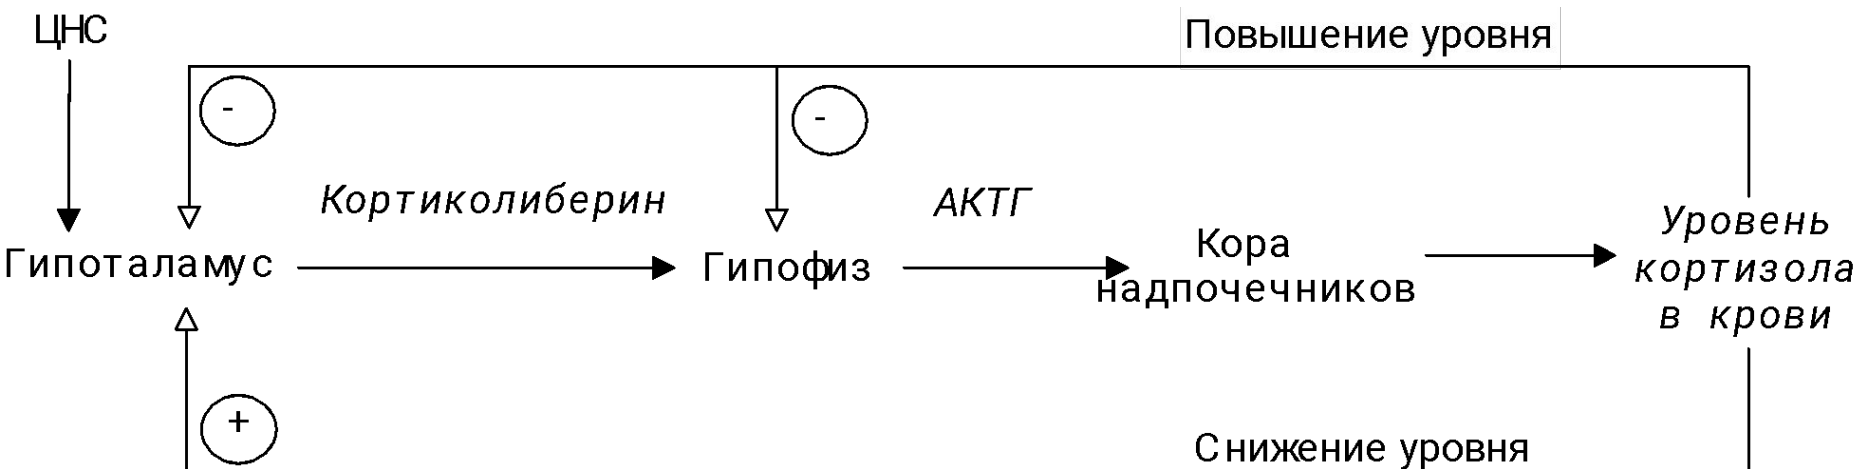 ЦНС
Повышение уровня
-
-
Кортиколиберин
АКТГ
Гипоталамус
Гипофиз
Кора
надпочечников
Уровень
кортизола
в крови
+
Снижение уровня